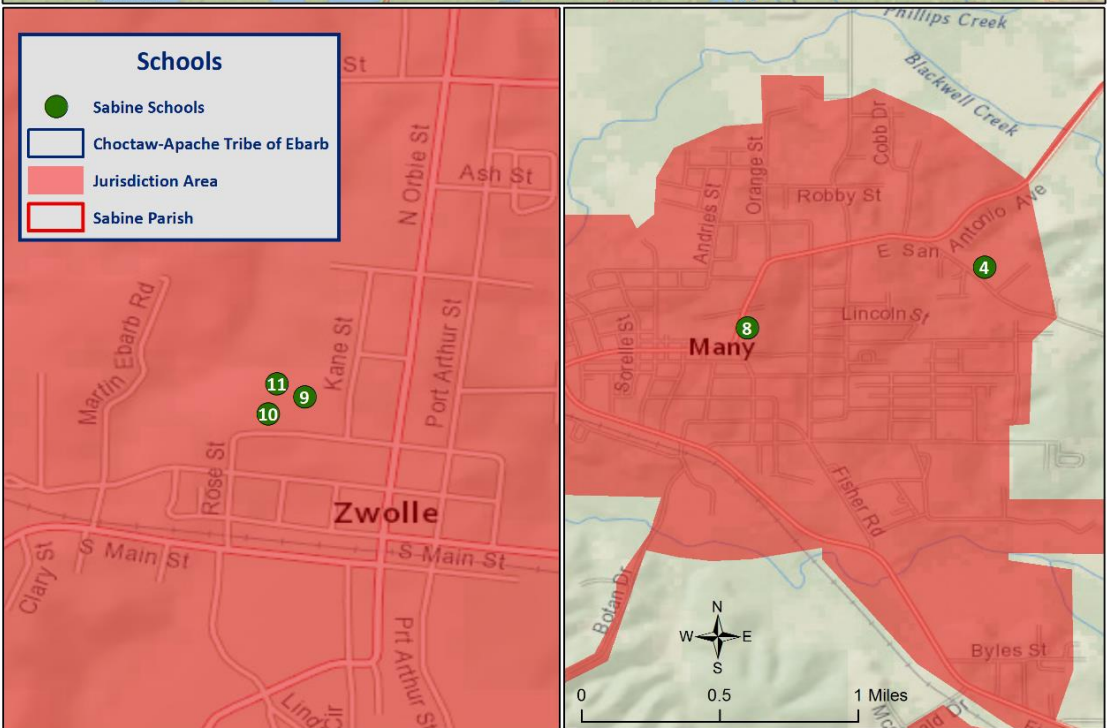 Schools
Sabine Schools
Choctaw-Apache Tribe of Ebarb
Jurisdiction Area
Sabine Parish
St
N Orbie St
Ash St
Martin Ebarb Rd
Kane St
Port Arthur St
11
9
10
Rose St
Zwolle
S Main St
S Main St
Clary St
Prt Arthur St
Cir
Phillips Creek
Blackwell Creek
Cobb Dr
Orange St
Robby St
Andries St
E San Antonio Ave
4
Lincoln St
8
Many
Sorelle St
Fisher Rd
Botan Dr
N
W
E
S
Byles St
0
0.5
1 Miles
Dr